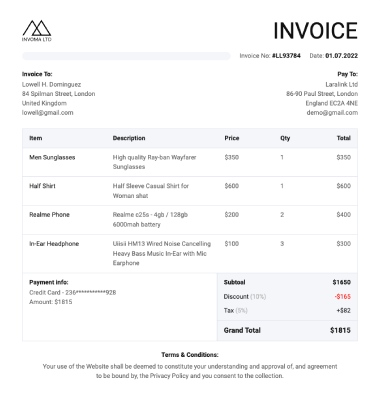 INVOMA LTD
INVOICE
Invoice No: #LL93784 Date: 01.07.2022
Invoice To:
Lowell H. Dominguez
84 Spilman Street, London
United Kingdom
lowell@gmail.com
Pay To:
Laralink Ltd
86-90 Paul Street, London
England EC2A 4NE
demo@gmail.com
Item Description Price Qty Total
Men Sunglasses High quality Ray-ban Wayfarer $350 1 $350
Sunglasses
Half Shirt Half Sleeve Casual Shirt for $600 1 $600
Woman shat
Realme Phone Realme c25s - 4gb / 128gb $200 2 $400
6000mah battery
In-Ear Headphone Uiisii HM13 Wired Noise Cancelling $100 3 $300
Heavy Bass Music In-Ear with Mic
Earphone
Payment info:
Credit Card - 236***********928
Amount: $1815
Subtoal $1650
Discount (10%) -$165
Tax (5%) +$82
Grand Total $1815
Terms & Conditions:
Your use of the Website shall be deemed to constitute your understanding and approval of, and agreement
to be bound by, the Privacy Policy and you consent to the collection.